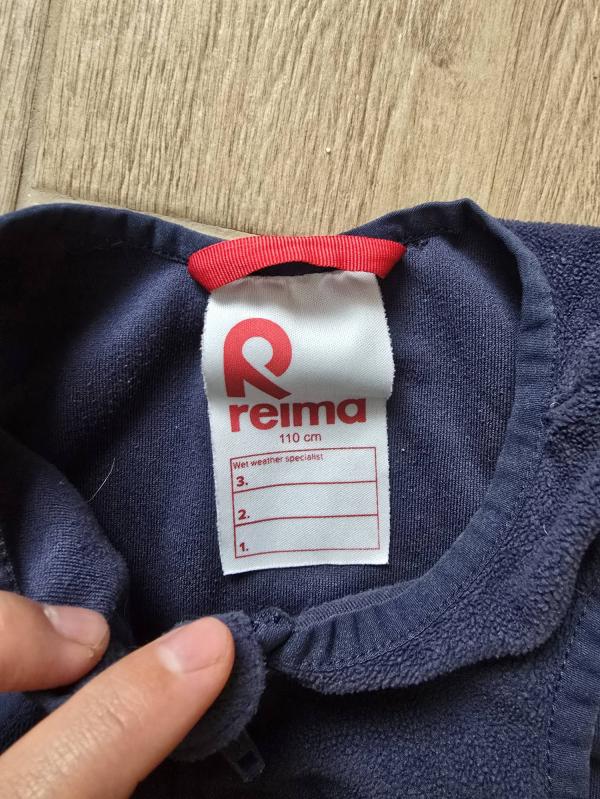 reima
110 cm
Wet weather specialist
3.
2.
1.